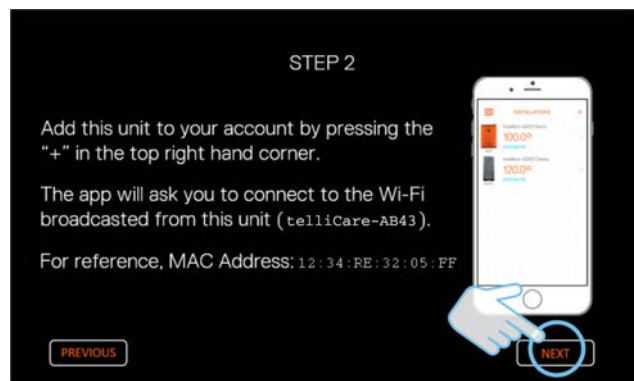 STEP 2
Add this unit to your account by pressing the
“+” in the top right hand corner.
The app will ask you to connect to the Wi-Fi
broadcasted from this unit (telliCare-AB43).
For reference, MAC Address: 12:34:RE:32:05:FF
INSTALLATIONS +
100.0º
120.0º
PREVIOUS
NEXT